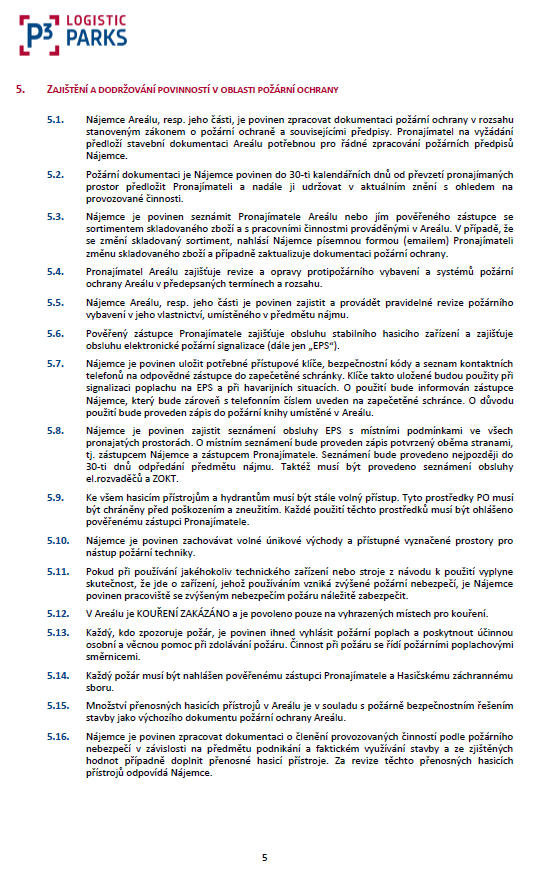 P3 LOGISTIC
PARKS
5. ZAJIŠTĚNÍ A DODRŽOVÁNÍ POVINNOSTÍ V OBLASTI POŽÁRNÍ OCHRANY
5.1. Nájemce Areálu, resp. jeho části, je povinen zpracovat dokumentaci požární ochrany v rozsahu
stanoveným zákonem o požární ochraně a souvisejícími předpisy. Pronajímatel na vyžádání
předloží stavební dokumentaci Areálu potřebnou pro řádné zpracování požárních předpisů
Nájemce.
5.2. Požární dokumentaci je Nájemce povinen do 30-ti kalendářních dnů od převzetí pronajímaných
prostor předložit Pronajímateli a nadále ji udržovat v aktuálním znění s ohledem na
provozované činnosti.
5.3. Nájemce je povinen seznámit Pronajímatele Areálu nebo jím pověřeného zástupce se
sortimentem skladovaného zboží a s pracovními činnostmi prováděnými v Areálu. V případě, že
se změní skladovaný sortiment, nahlásí Nájemce písemnou formou (emailem) Pronajímateli
změnu skladovaného zboží a případně zaktualizuje dokumentaci požární ochrany.
5.4. Pronajímatel Areálu zajišťuje revize a opravy protipožárního vybavení a systémů požární
ochrany Areálu v předepsaných termínech a rozsahu.
5.5. Nájemce Areálu, resp. jeho části je povinen zajistit a provádět pravidelné revize požárního
vybavení v jeho vlastnictví, umístěného v předmětu nájmu.
5.6. Pověřený zástupce Pronajímatele zajišťuje obsluhu stabilního hasicího zařízení a zajišťuje
obsluhu elektronické požární signalizace (dále jen „EPS“).
5.7. Nájemce je povinen uložit potřebné přístupové klíče, bezpečnostní kódy a seznam kontaktních
telefonů na odpovědné zástupce do zapečetěné schránky. Klíče takto uložené budou použity při
signalizaci poplachu na EPS a při havarijních situacích. O použití bude informován zástupce
Nájemce, který bude zároveň s telefonním číslem uveden na zapečetěné schránce. O důvodu
použití bude proveden zápis do požární knihy umístěné v Areálu.
5.8. Nájemce je povinen zajistit seznámení obsluhy EPS s místními podmínkami ve všech
pronajatých prostorách. O místním seznámení bude proveden zápis potvrzený oběma stranami,
tj. zástupcem Nájemce a zástupcem Pronajímatele. Seznámení bude provedeno nejpozději do
30-ti dnů odpředání předmětu nájmu. Taktéž musí být provedeno seznámení obsluhy
el.rozvaděčů a ZOKT.
5.9. Ke všem hasicím přístrojům a hydrantům musí být stále volný přístup. Tyto prostředky PO musí
být chráněny před poškozením a zneužitím. Každé použití těchto prostředků musí být ohlášeno
pověřenému zástupci Pronajímatele.
5.10. Nájemce je povinen zachovávat volné únikové východy a přístupné vyznačené prostory pro
nástup požární techniky.
5.11. Pokud při používání jakéhokoliv technického zařízení nebo stroje z návodu k použití vyplyne
skutečnost, že jde o zařízení, jehož používáním vzniká zvýšené požární nebezpečí, je Nájemce
povinen pracoviště se zvýšeným nebezpečím požáru náležitě zabezpečit.
5.12. V Areálu je KOUŘENÍ ZAKÁZÁNO a je povoleno pouze na vyhrazených místech pro kouření.
5.13. Každý, kdo zpozoruje požár, je povinen ihned vyhlásit požární poplach a poskytnout účinnou
osobní a věcnou pomoc při zdolávání požáru. Činnost při požáru se řídí požárními poplachovými
směrnicemi.
5.14. Každý požár musí být nahlášen pověřenému zástupci Pronajímatele a Hasičskému záchrannému
sboru.
5.15. Množství přenosných hasicích přístrojů v Areálu je v souladu s požárně bezpečnostním řešením
stavby jako výchozího dokumentu požární ochrany Areálu.
5.16. Nájemce je povinen zpracovat dokumentaci o členění provozovaných činností podle požárního
nebezpečí v závislosti na předmětu podnikání a faktickém využívání stavby a ze zjištěných
hodnot případně doplnit přenosné hasicí přístroje. Za revize těchto přenosných hasicích
přístrojů odpovídá Nájemce.
5